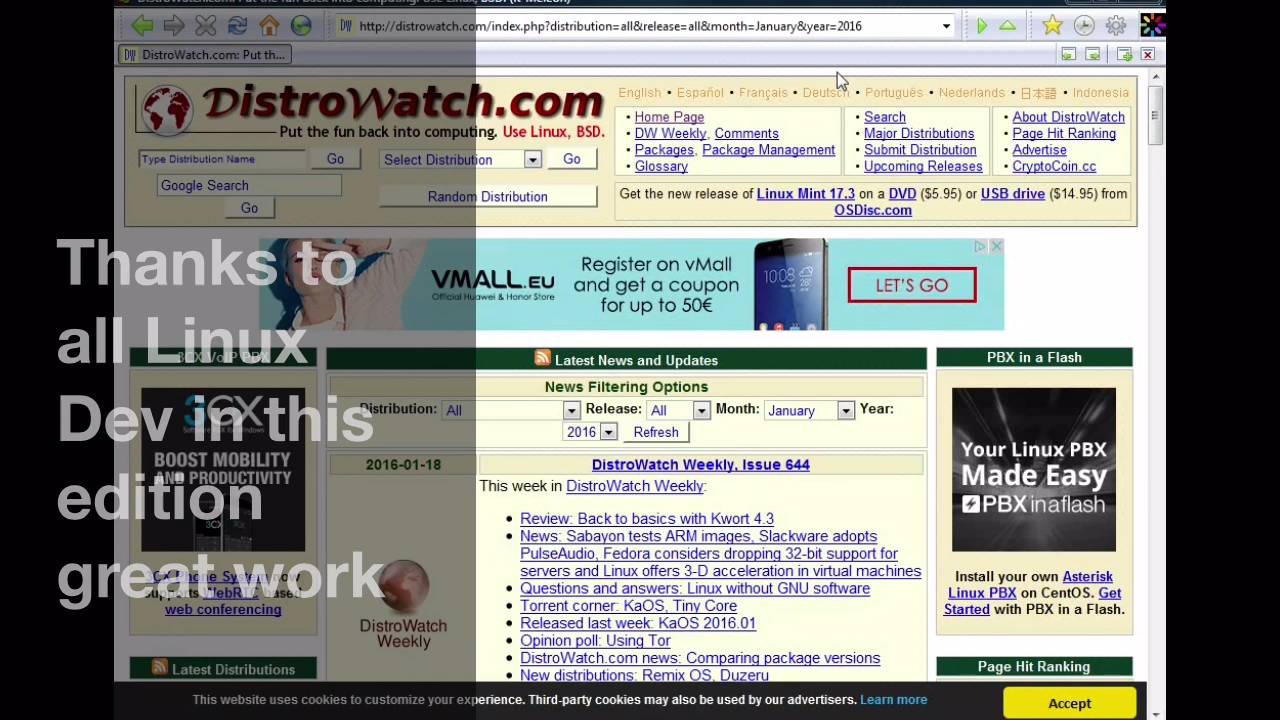 http://distrowatch.com/index.php?distribution=all&release=all&month=January&year=2016
DistroWatch.com: Put th...
DistroWatch.com
Put the fun back into computing. Use Linux, BSD.
English • Español • Français • Deutsch • Português • Nederlands • 日本語 • Indonesia
Type Distribution Name Go Select Distribution Go
Google Search
Go
Random Distribution
• Home Page
• DW Weekly, Comments
• Packages, Package Management
• Glossary
• Search
• Major Distributions
• Submit Distribution
• Upcoming Releases
• About DistroWatch
• Page Hit Ranking
• Advertise
• CryptoCoin.cc
Get the new release of Linux Mint 17.3 on a DVD ($5.95) or USB drive ($14.95) from
OSDisc.com
Thanks to
all Linux
Dev in this
edition
great work
VMALL.EU
Official Huawei & Honor Store
Register on vMall
and get a coupon
for up to 50€
10:08
LET'S GO
3CX VoIP PBX
3CX
BOOST MOBILITY
AND PRODUCTIVITY
3CX Phone System now
supports WebRTC based
web conferencing
Latest Distributions
Latest News and Updates
News Filtering Options
Distribution: All Release: All Month: January Year:
2016 Refresh
2016-01-18
DistroWatch Weekly, Issue 644
This week in DistroWatch Weekly:
• Review: Back to basics with Kwort 4.3
• News: Sabayon tests ARM images, Slackware adopts
PulseAudio, Fedora considers dropping 32-bit support for
servers and Linux offers 3-D acceleration in virtual machines
• Questions and answers: Linux without GNU software
• Torrent corner: KaOS, Tiny Core
• Released last week: KaOS 2016.01
• Opinion poll: Using Tor
• DistroWatch.com news: Comparing package versions
• New distributions: Remix OS, Duzeru
DistroWatch
Weekly
PBX in a Flash
Your Linux PBX
Made Easy
PBXinaflash
Install your own Asterisk
Linux PBX on CentOS. Get
Started with PBX in a Flash.
Page Hit Ranking
This website uses cookies to customize your experience. Third-party cookies may also be used by our advertisers. Learn more
Accept